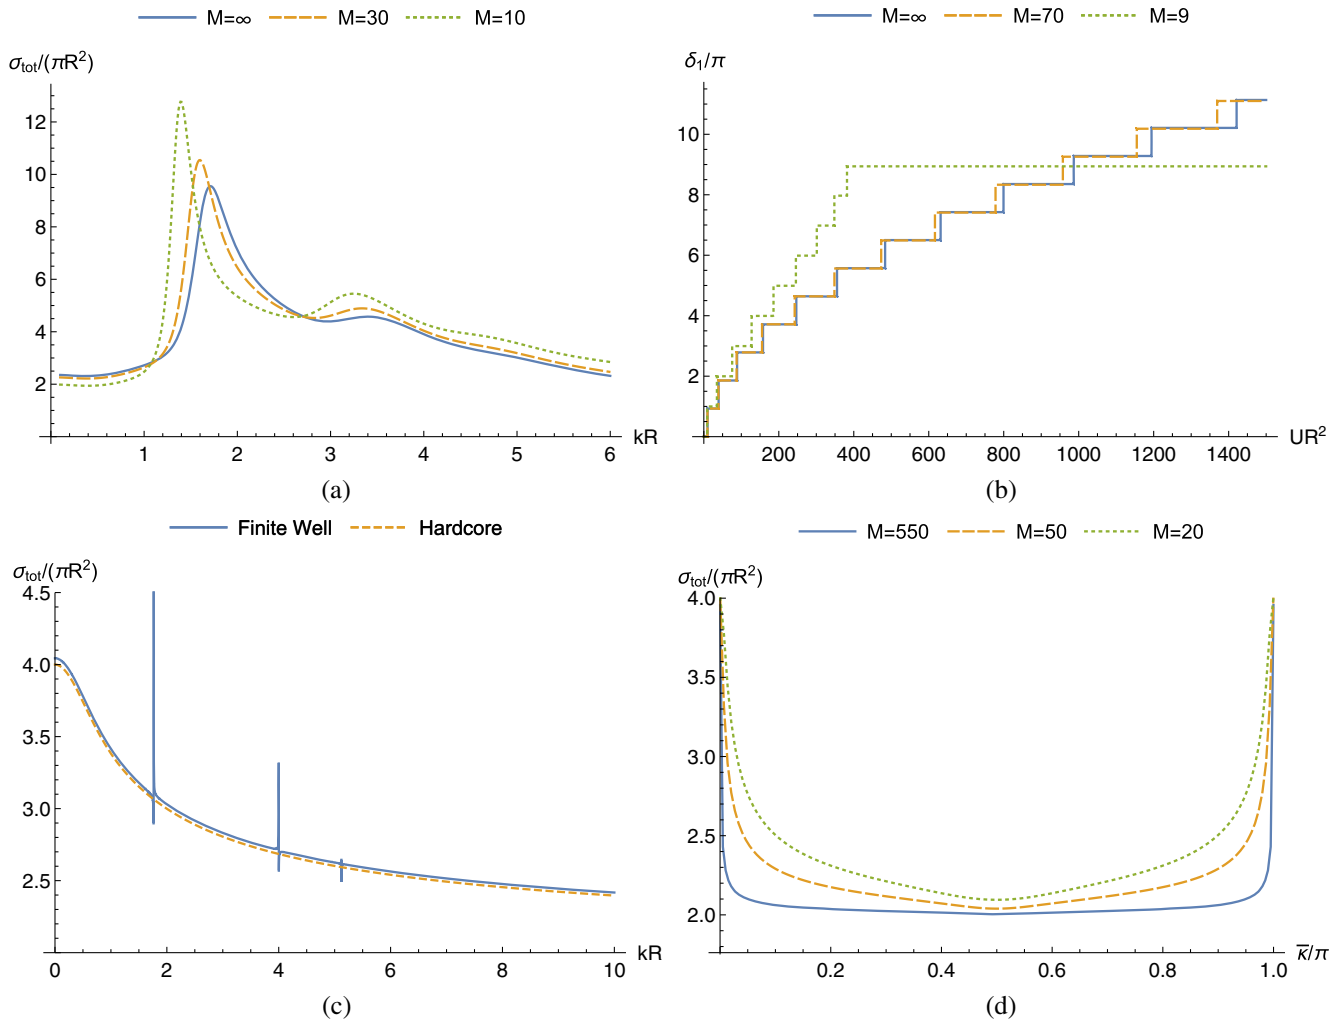 M=∞ M=30 M=10
σtot/(πR²)
12
10
8
6
4
2
1 2 3 4 5 6 kR
(a)
M=∞ M=70 M=9
δ₁/π
10
8
6
4
2
200 400 600 800 1000 1200 1400 UR²
(b)
Finite Well Hardcore
σtot/(πR²)
4.5
4.0
3.5
3.0
2.5
0 2 4 6 8 10 kR
(c)
M=550 M=50 M=20
σtot/(πR²)
4.0
3.5
3.0
2.5
2.0
0.2 0.4 0.6 0.8 1.0 κ̅/π
(d)